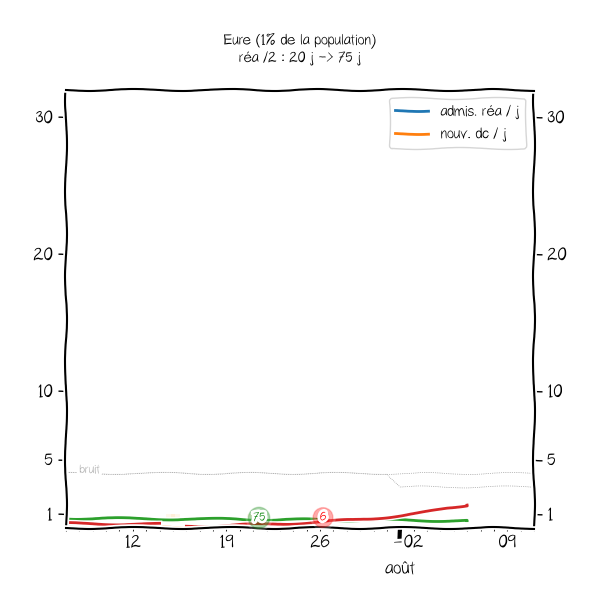 Eure (1% de la population)
réa /2 : 20 j -> 75 j
admis. réa / j
nouv. dc / j
30
30
20
20
10
10
5
5
bruit
1
1
75
6
12
19
26
02
09
août